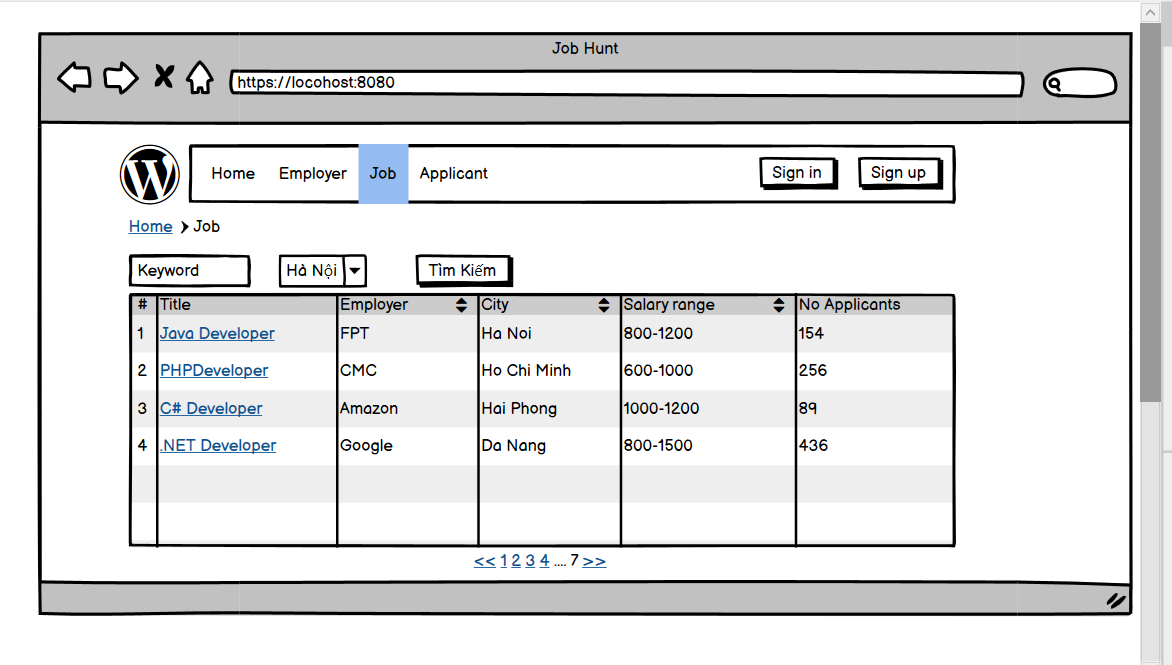 Job Hunt
https://locohost:8080
Home Employer Job Applicant Sign in Sign up
Home Job
Keyword Hà Nội Tìm Kiếm
# Title Employer City Salary range No Applicants
1 Java Developer FPT Ha Noi 800-1200 154
2 PHPDeveloper CMC Ho Chi Minh 600-1000 256
3 C# Developer Amazon Hai Phong 1000-1200 89
4 .NET Developer Google Da Nang 800-1500 436
<< 1 2 3 4 .... 7 >>